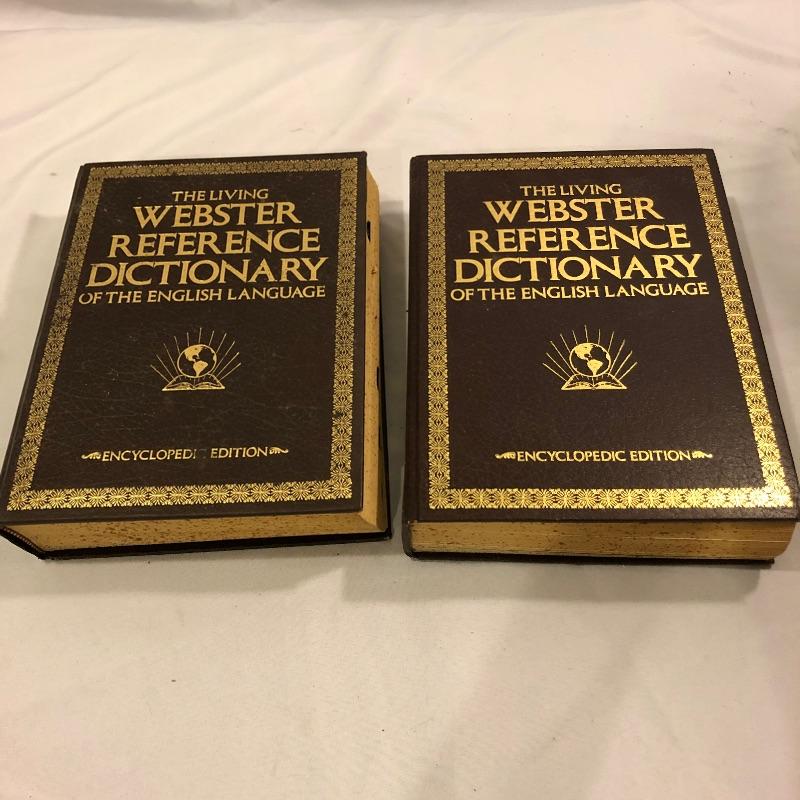 THE LIVING
WEBSTER
REFERENCE
DICTIONARY
OF THE ENGLISH LANGUAGE
ENCYCLOPEDI EDITION
THE LIVING
WEBSTER
REFERENCE
DICTIONARY
OF THE ENGLISH LANGUAGE
ENCYCLOPEDIC EDITION